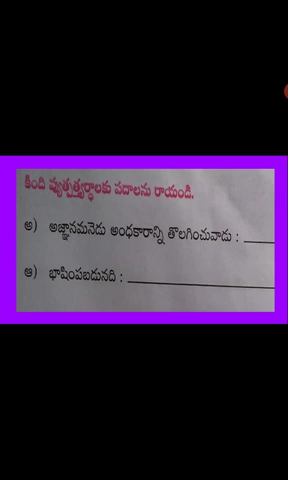 కింది వ్యుత్పత్త్యర్థాలకు పదాలను రాయండి.
అ) అజ్ఞానమనెడు అంధకారాన్ని తొలగించువాడు :
ఆ) భాషింపబడునది :